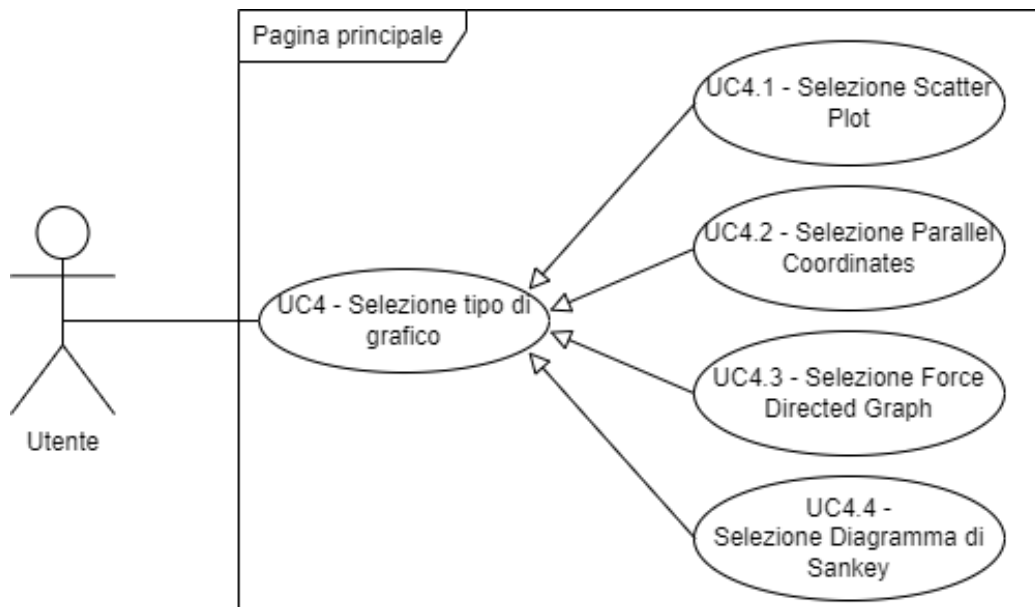 Pagina principale
UC4.1 - Selezione Scatter
Plot
UC4.2 - Selezione Parallel
Coordinates
UC4 - Selezione tipo di
grafico
UC4.3 - Selezione Force
Directed Graph
Utente
UC4.4 -
Selezione Diagramma di
Sankey